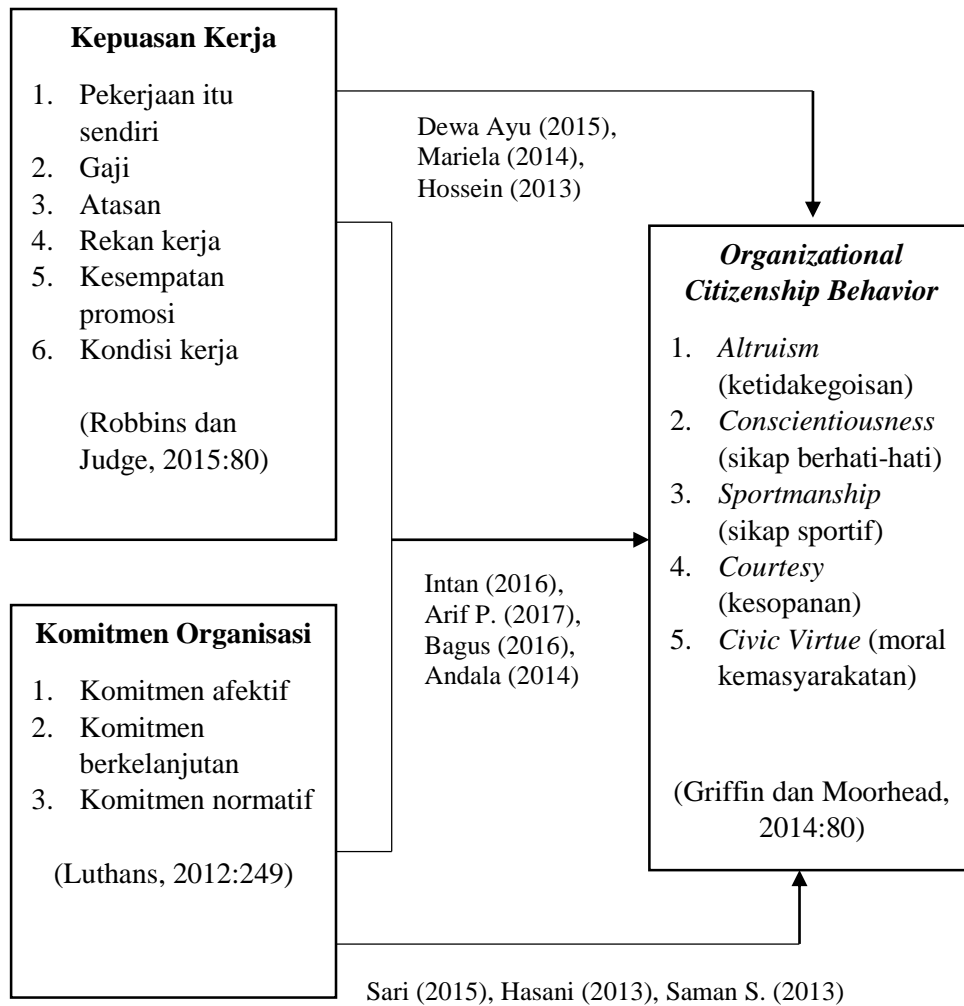 Kepuasan Kerja
1. Pekerjaan itu
sendiri
2. Gaji
3. Atasan
4. Rekan kerja
5. Kesempatan
promosi
6. Kondisi kerja
(Robbins dan
Judge, 2015:80)
Dewa Ayu (2015),
Mariela (2014),
Hossein (2013)
Organizational
Citizenship Behavior
1. Altruism
(ketidakegoisan)
2. Conscientiousness
(sikap berhati-hati)
3. Sportmanship
(sikap sportif)
4. Courtesy
(kesopanan)
5. Civic Virtue (moral
kemasyarakatan)
(Griffin dan Moorhead,
2014:80)
Intan (2016),
Arif P. (2017),
Bagus (2016),
Andala (2014)
Komitmen Organisasi
1. Komitmen afektif
2. Komitmen
berkelanjutan
3. Komitmen normatif
(Luthans, 2012:249)
Sari (2015), Hasani (2013), Saman S. (2013)